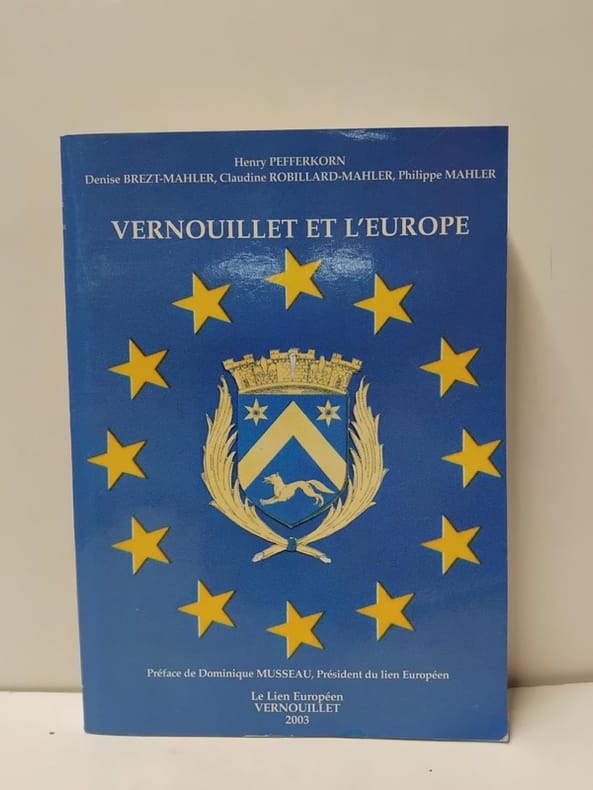 Henry PEFFERKORN
Denise BREZT-MAHLER, Claudine ROBILLARD-MAHLER, Philippe MAHLER
VERNOUILLET ET L'EUROPE
Préface de Dominique MUSSEAU, Président du lien Européen
Le Lien Européen
VERNOUILLET
2003